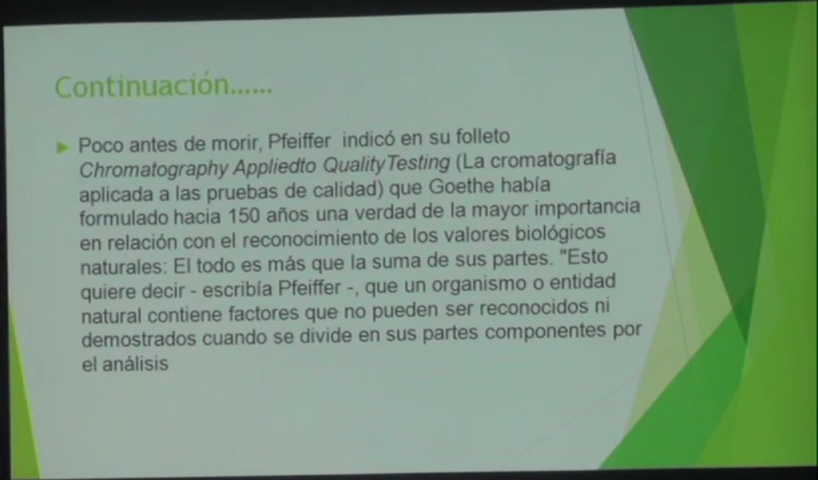 Continuación......
Poco antes de morir, Pfeiffer indicó en su folleto
Chromatography Appliedto QualityTesting (La cromatografía
aplicada a las pruebas de calidad) que Goethe había
formulado hacia 150 años una verdad de la mayor importancia
en relación con el reconocimiento de los valores biológicos
naturales: El todo es más que la suma de sus partes. "Esto
quiere decir - escribía Pfeiffer -, que un organismo o entidad
natural contiene factores que no pueden ser reconocidos ni
demostrados cuando se divide en sus partes componentes por
el análisis